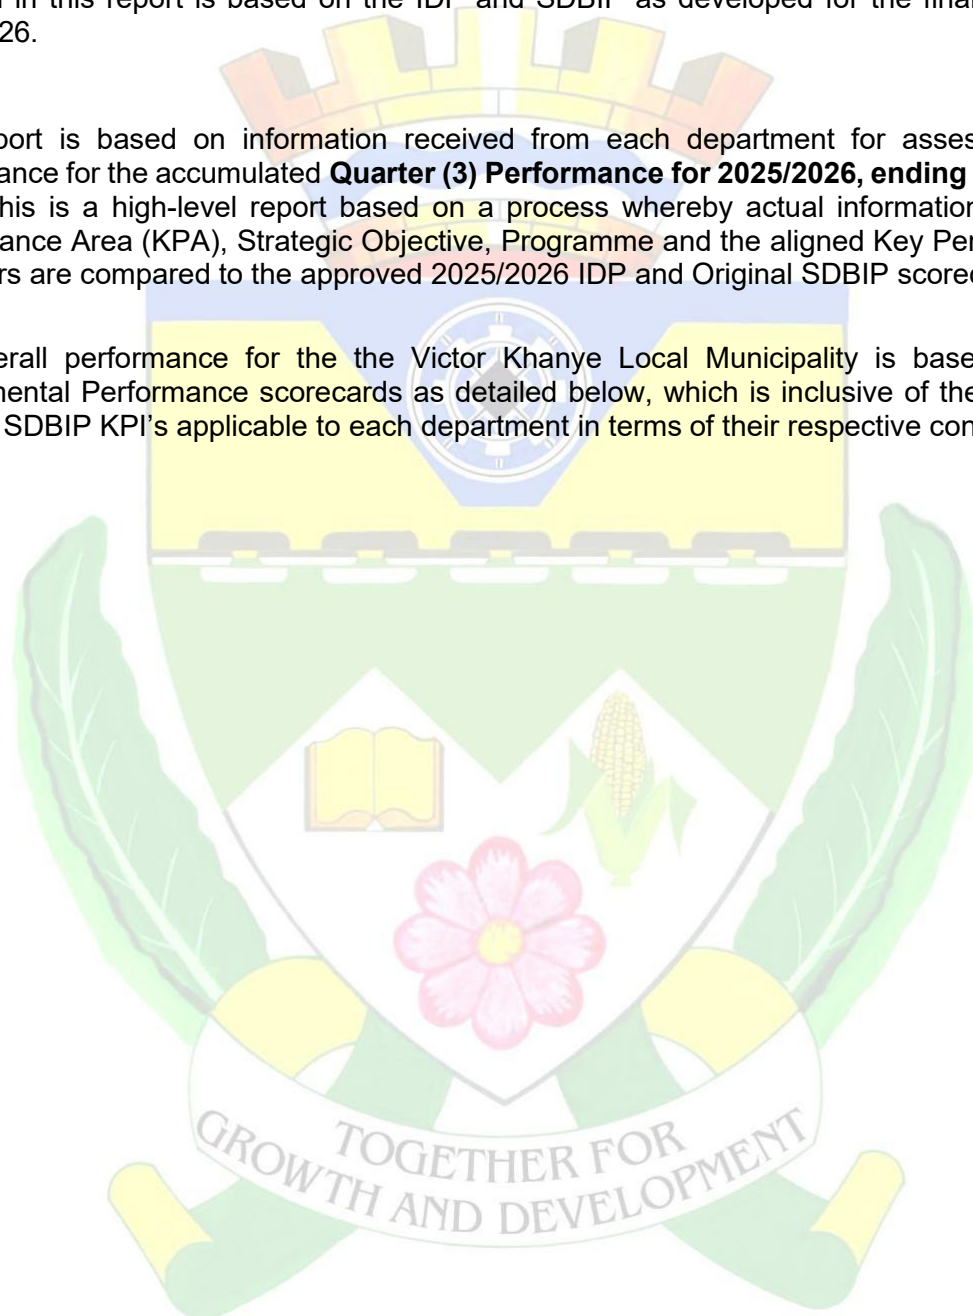 in this report is based on the IDP and SDBIP as developed for the
26.
port is based on information received from each department for asses
ance for the accumulated Quarter (3) Performance for 2025/2026, ending
his is a high-level report based on a process whereby actual information
ance Area (KPA), Strategic Objective, Programme and the aligned Key Per
rs are compared to the approved 2025/2026 IDP and Original SDBIP score
erall performance for the the Victor Khanye Local Municipality is base
mental Performance scorecards as detailed below, which is inclusive of the
SDBIP KPI's applicable to each department in terms of their respective con
TOGETHER FOR
GROWTH AND DEVELOPMENT